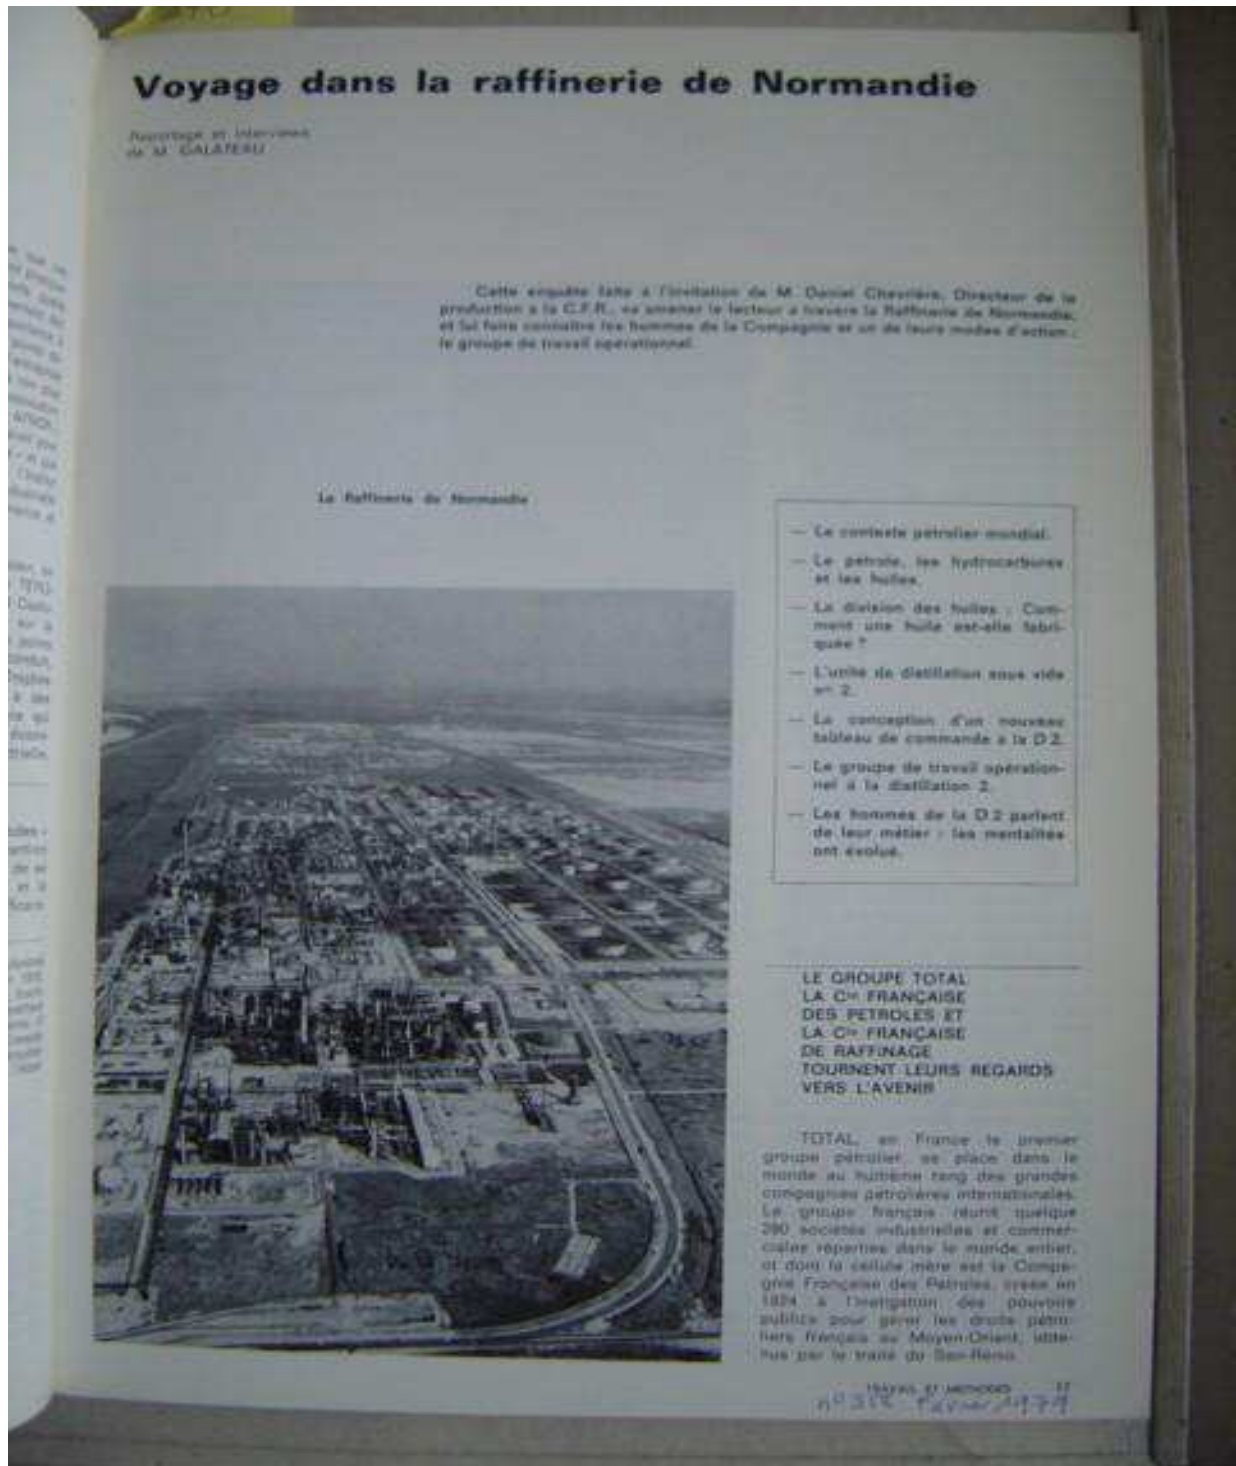 Voyage dans la raffinerie de Normandie
Reportage et interviews
de M. GALATEAU
Cette enquête faite à l'invitation de M. Daniel Chevrière, Directeur de la
production à la C.F.R., va amener le lecteur à travers la Raffinerie de Normandie,
et lui faire connaître les hommes de la Compagnie et un de leurs modes d'action :
le groupe de travail opérationnel.
La Raffinerie de Normandie
— Le contexte pétrolier mondial.
— Le pétrole, les hydrocarbures
et les huiles.
— La division des huiles : Com-
ment une huile est-elle fabri-
quée ?
— L'unité de distillation sous vide
n° 2.
— La conception d'un nouveau
tableau de commande à la D 2.
— Le groupe de travail opération-
nel à la distillation 2.
— Les hommes de la D.2 parlent
de leur métier : les mentalités
ont évolué.
LE GROUPE TOTAL
LA Cie FRANÇAISE
DES PETROLES ET
LA Cie FRANÇAISE
DE RAFFINAGE
TOURNENT LEURS REGARDS
VERS L'AVENIR
TOTAL, en France le premier
groupe pétrolier, se place dans le
monde au huitième rang des grandes
compagnies pétrolières internationales.
Le groupe français réunit quelque
280 sociétés industrielles et commer-
ciales réparties dans le monde entier,
et dont la cellule mère est la Compa-
gnie Française des Pétroles, créée en
1924 à l'instigation des pouvoirs
publics pour gérer les droits pétro-
liers français au Moyen-Orient, obte-
nus par le traité de San-Remo.
TRAVAIL ET METHODES 17
février 1979